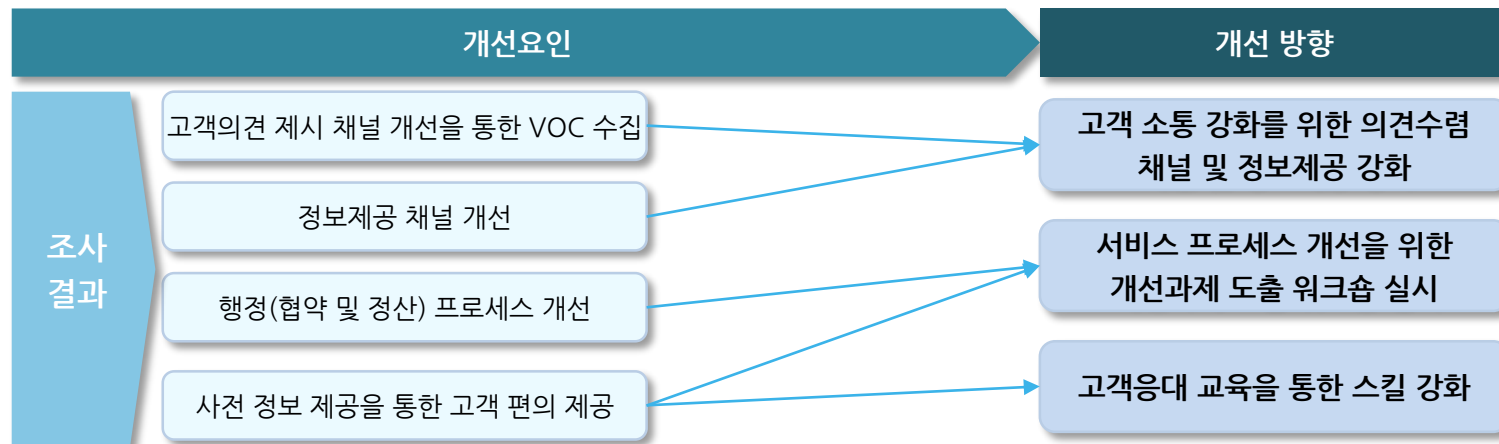 개선요인
개선 방향
조사
결과
고객의견 제시 채널 개선을 통한 VOC 수집
정보제공 채널 개선
행정(협약 및 정산) 프로세스 개선
사전 정보 제공을 통한 고객 편의 제공
고객 소통 강화를 위한 의견수렴
채널 및 정보제공 강화
서비스 프로세스 개선을 위한
개선과제 도출 워크숍 실시
고객응대 교육을 통한 스킬 강화